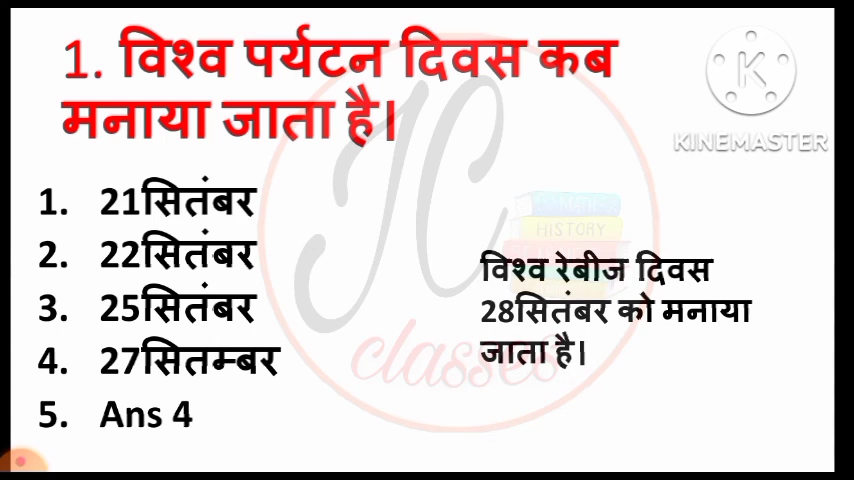 1. विश्व पर्यटन दिवस कब
मनाया जाता है।
KINEMASTER
1. 21सितंबर
2. 22सितंबर
3. 25सितंबर
4. 27सितम्बर
5. Ans 4
HISTORY
विश्व रेबीज दिवस
28सितंबर को मनाया
जाता है।
JC
classes